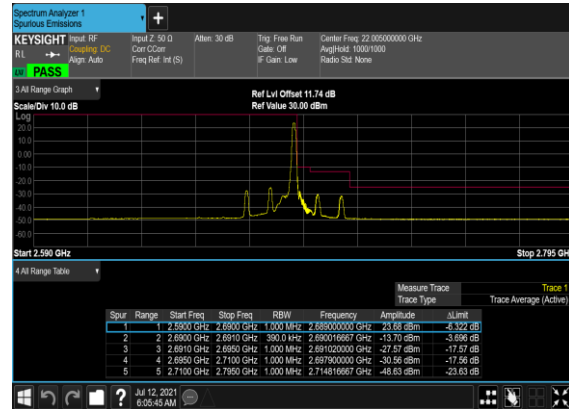 Spectrum Analyzer 1
Spurious Emissions
+
KEYSIGHT Input: RF Input Z: 50 Ω Atten: 30 dB Trig: Free Run Center Freq: 22.005000000 GHz
RL Coupling: DC Corr CCorr Gate: Off Avg|Hold: 1000/1000
Align: Auto Freq Ref: Int (S) IF Gain: Low Radio Std: None
PASS
3 All Range Graph
Ref Lvl Offset 11.74 dB
Scale/Div 10.0 dB Ref Value 30.00 dBm
Log
20.0
10.0
0.00
-10.0
-20.0
-30.0
-40.0
-50.0
-60.0
Start 2.590 GHz Stop 2.795 GH
4 All Range Table
Measure Trace Trace 1
Trace Type Trace Average (Active)
Spur Range Start Freq Stop Freq RBW Frequency Amplitude ΔLimit
1 1 2.5900 GHz 2.6900 GHz 1.000 MHz 2.689000000 GHz 23.68 dBm -6.322 dB
2 2 2.6900 GHz 2.6910 GHz 390.0 kHz 2.690016667 GHz -13.70 dBm -3.696 dB
3 3 2.6910 GHz 2.6950 GHz 1.000 MHz 2.691020000 GHz -27.57 dBm -17.57 dB
4 4 2.6950 GHz 2.7100 GHz 1.000 MHz 2.697900000 GHz -30.56 dBm -17.56 dB
5 5 2.7100 GHz 2.7950 GHz 1.000 MHz 2.714816667 GHz -48.63 dBm -23.63 dB
? Jul 12, 2021
6:05:45 AM